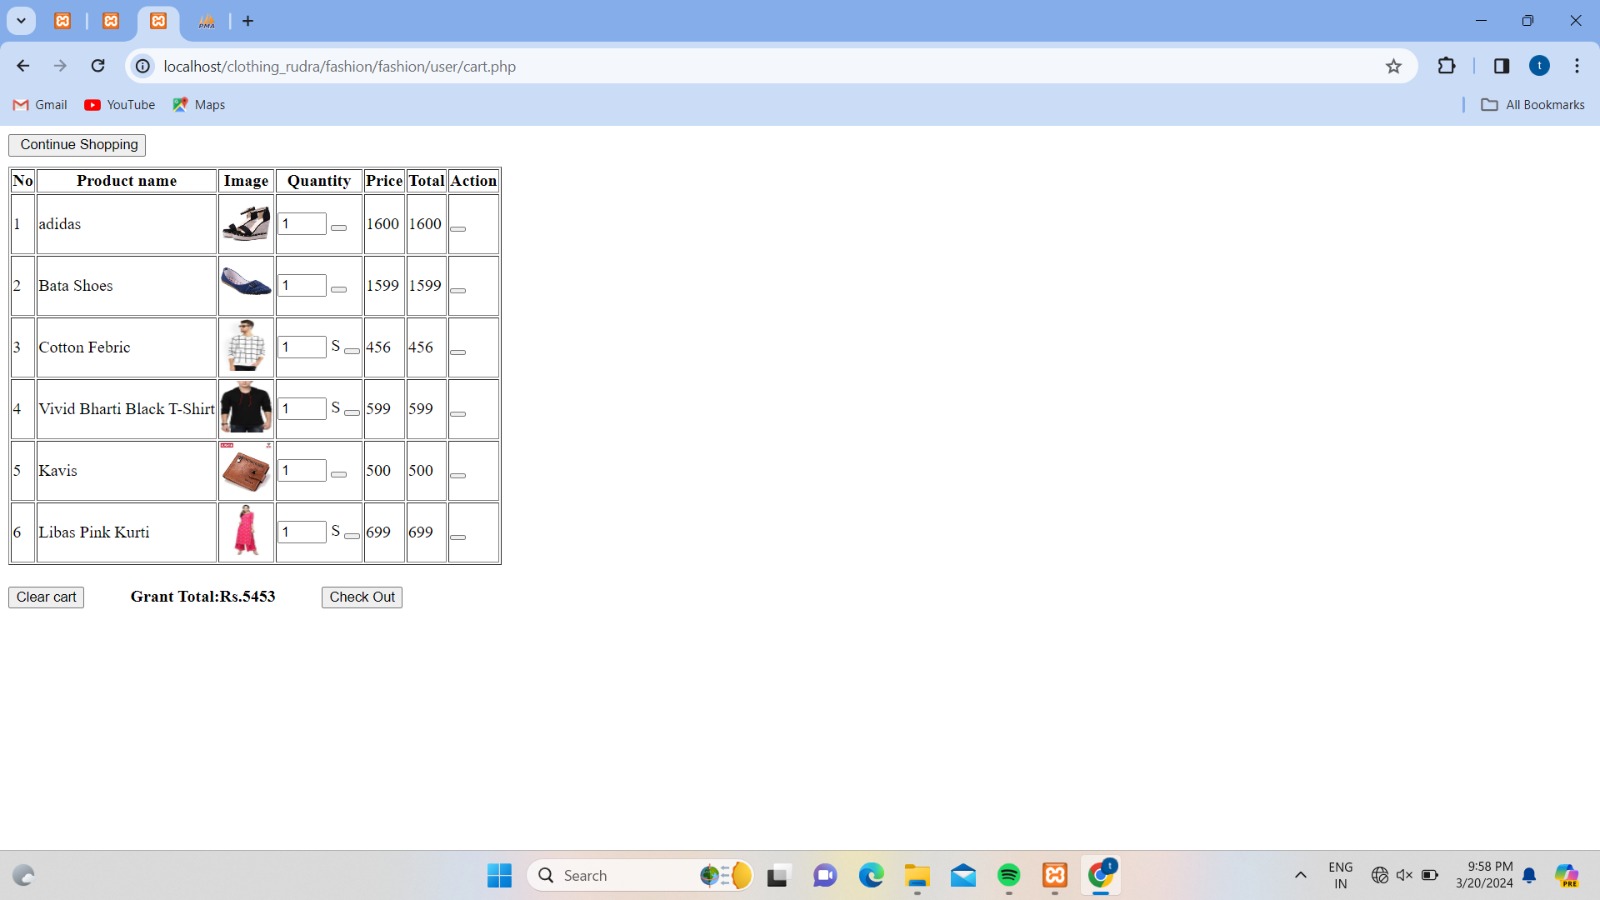 PMA
localhost/clothing_rudra/fashion/fashion/user/cart.php
t
Gmail YouTube Maps All Bookmarks
Continue Shopping
No Product name Image Quantity Price Total Action
1 adidas 1 1600 1600
2 Bata Shoes 1 1599 1599
3 Cotton Febric 1 S 456 456
4 Vivid Bharti Black T-Shirt 1 S 599 599
5 Kavis 1 500 500
6 Libas Pink Kurti 1 S 699 699
Clear cart Grant Total:Rs.5453 Check Out
Search
t
ENG
IN
9:58 PM
3/20/2024
PRE